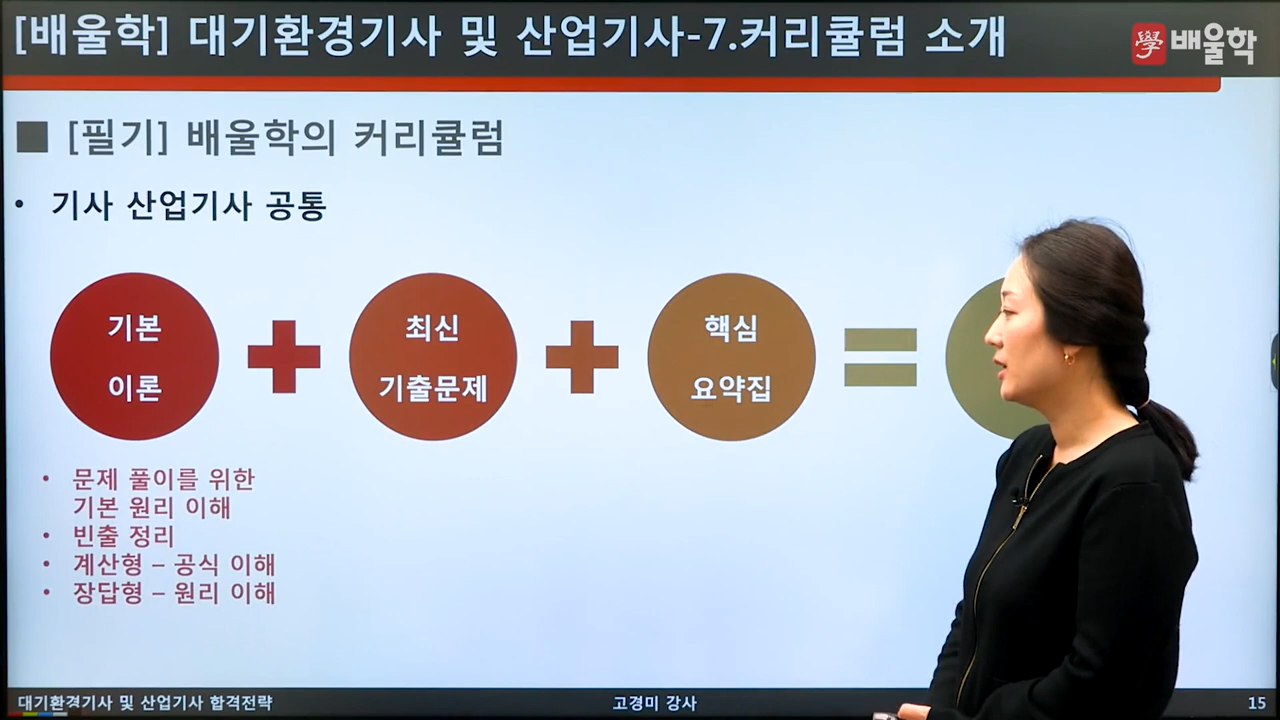 [배울학] 대기환경기사 및 산업기사-7.커리큘럼 소개
學 배울학
■ [필기] 배울학의 커리큘럼
• 기사 산업기사 공통
기본
이론
최신
기출문제
핵심
요약집
• 문제 풀이를 위한
기본 원리 이해
• 빈출 정리
• 계산형 – 공식 이해
• 장답형 – 원리 이해
대기환경기사 및 산업기사 합격전략
고경미 강사
15